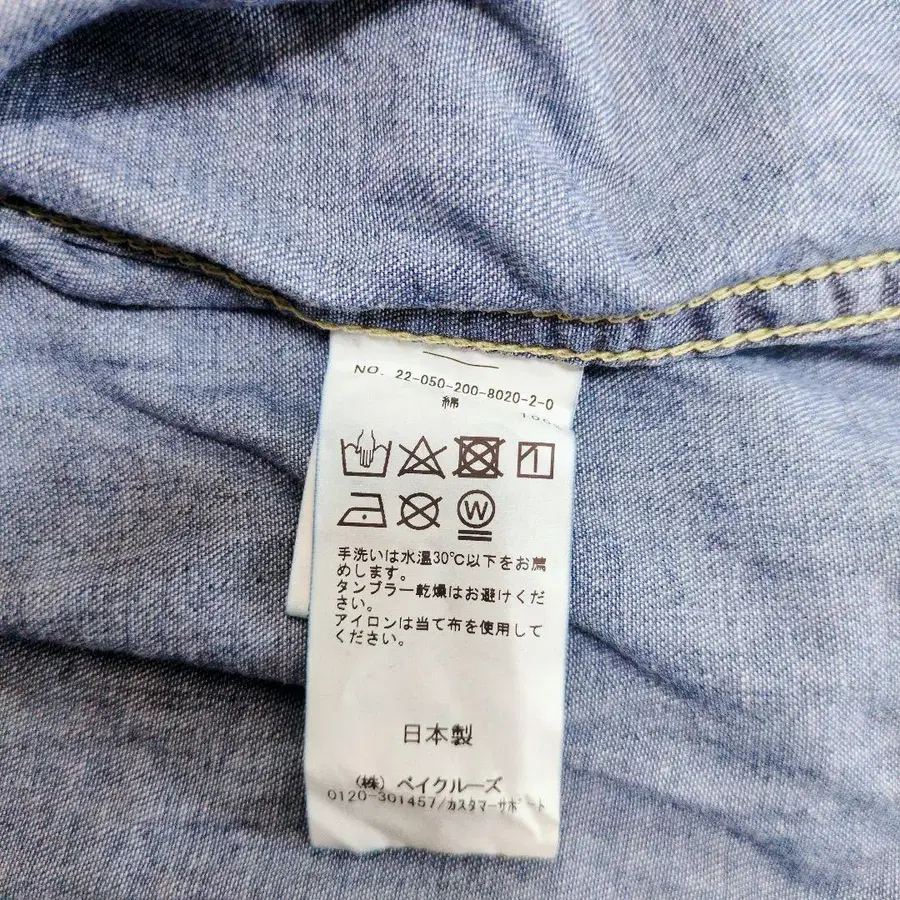 NO. 22-050-200-8020-2-0
綿
W
手洗いは水温30℃以下をお薦
めします。
タンブラー乾燥はお避けくだ
さい。
アイロンは当て布を使用して
ください。
日本製
(株) ベイクルーズ
0120-301457/カスタマーサポート